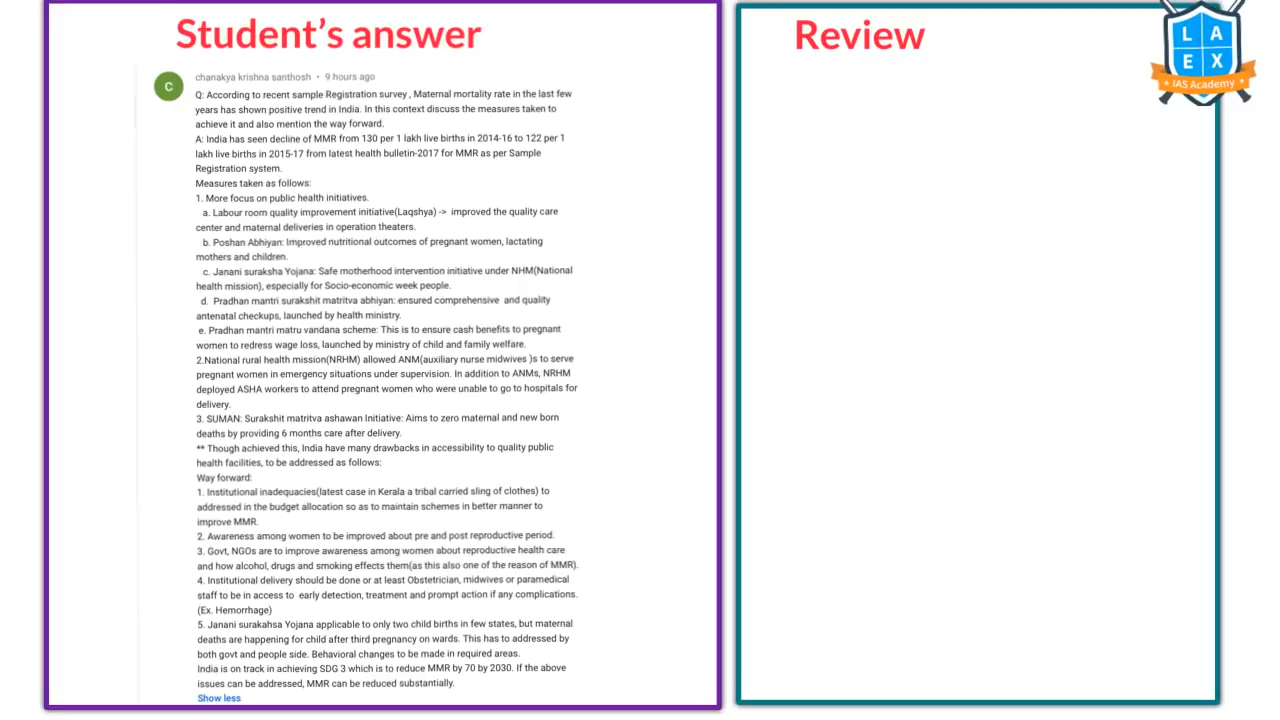 Student's answer
chanakya krishna santhosh • 9 hours ago
C
Q: According to recent sample Registration survey , Maternal mortality rate in the last few
years has shown positive trend in India. In this context discuss the measures taken to
achieve it and also mention the way forward.
A: India has seen decline of MMR from 130 per 1 lakh live births in 2014-16 to 122 per 1
lakh live births in 2015-17 from latest health bulletin-2017 for MMR as per Sample
Registration system.
Measures taken as follows:
1. More focus on public health initiatives.
a. Labour room quality improvement initiative(Laqshya) -> improved the quality care
center and maternal deliveries in operation theaters.
b. Poshan Abhiyan: Improved nutritional outcomes of pregnant women, lactating
mothers and children.
c. Janani suraksha Yojana: Safe motherhood intervention initiative under NHM(National
health mission), especially for Socio-economic week people.
d. Pradhan mantri surakshit matritva abhiyan: ensured comprehensive and quality
antenatal checkups, launched by health ministry.
e. Pradhan mantri matru vandana scheme: This is to ensure cash benefits to pregnant
women to redress wage loss, launched by ministry of child and family welfare.
2.National rural health mission(NRHM) allowed ANM(auxiliary nurse midwives )s to serve
pregnant women in emergency situations under supervision. In addition to ANMs, NRHM
deployed ASHA workers to attend pregnant women who were unable to go to hospitals for
delivery.
3. SUMAN: Surakshit matritva ashawan Initiative: Aims to zero maternal and new born
deaths by providing 6 months care after delivery.
** Though achieved this, India have many drawbacks in accessibility to quality public
health facilities, to be addressed as follows:
Way forward:
1. Institutional inadequacies(latest case in Kerala a tribal carried sling of clothes) to
addressed in the budget allocation so as to maintain schemes in better manner to
improve MMR.
2. Awareness among women to be improved about pre and post reproductive period.
3. Govt, NGOs are to improve awareness among women about reproductive health care
and how alcohol, drugs and smoking effects them(as this also one of the reason of MMR).
4. Institutional delivery should be done or at least Obstetrician, midwives or paramedical
staff to be in access to early detection, treatment and prompt action if any complications.
(Ex. Hemorrhage)
5. Janani surakahsa Yojana applicable to only two child births in few states, but maternal
deaths are happening for child after third pregnancy on wards. This has to addressed by
both govt and people side. Behavioral changes to be made in required areas.
India is on track in achieving SDG 3 which is to reduce MMR by 70 by 2030. If the above
issues can be addressed, MMR can be reduced substantially.
Show less
Review
L A
E X
IAS Academy